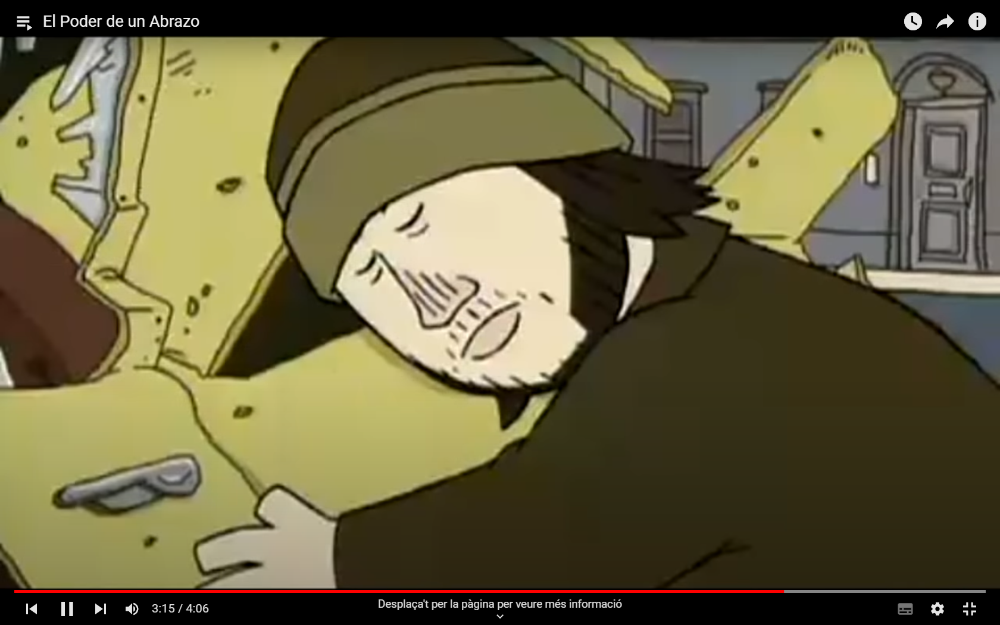 El Poder de un Abrazo
3:15 / 4:06
Desplaça't per la pàgina per veure més informació